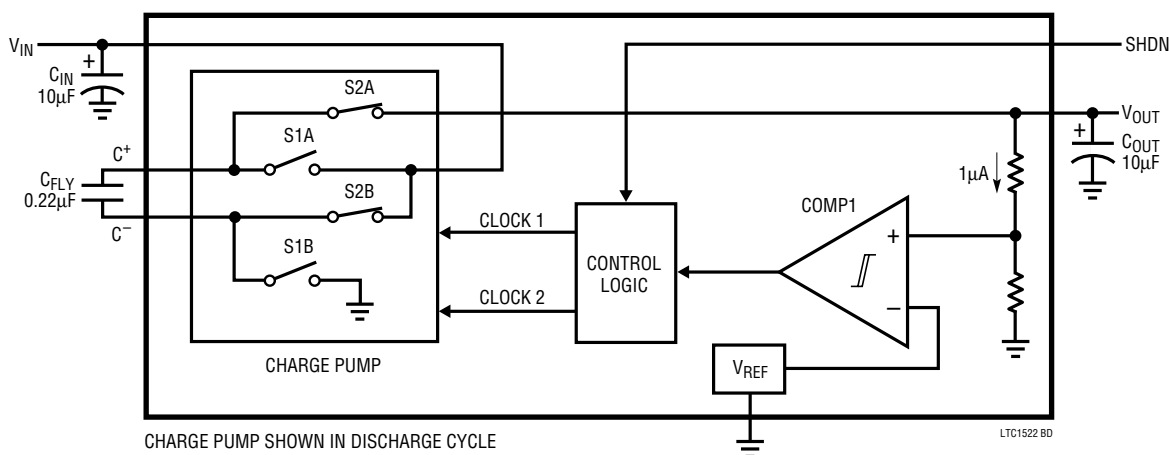 V_IN
C_IN
10µF
+
SHDN
S2A
V_OUT
C_OUT
10µF
+
S1A
C+
C_FLY
0.22µF
C−
S2B
S1B
1µA
COMP1
+
−
CLOCK 1
CLOCK 2
CONTROL
LOGIC
V_REF
CHARGE PUMP
CHARGE PUMP SHOWN IN DISCHARGE CYCLE
LTC1522 BD